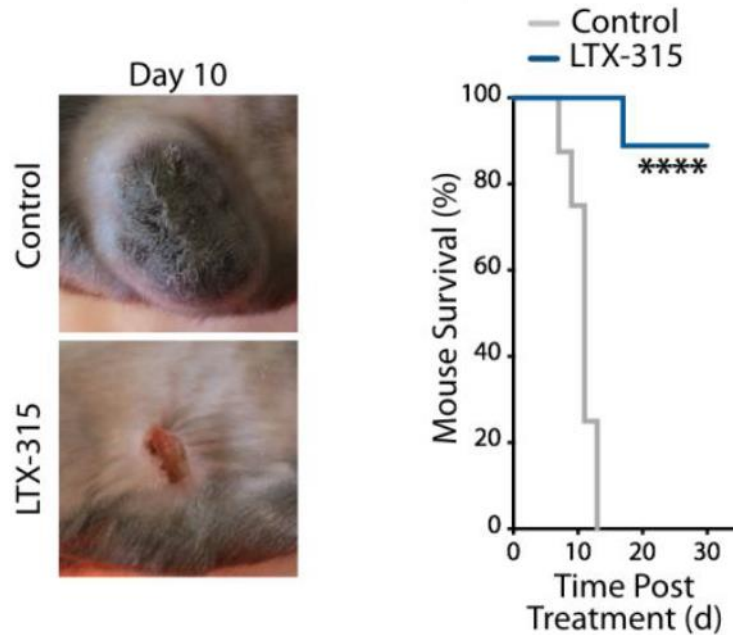 Day 10
Control
LTX-315
Control
LTX-315
Mouse Survival (%)
100
80
60
40
20
0
****
0 10 20 30
Time Post
Treatment (d)